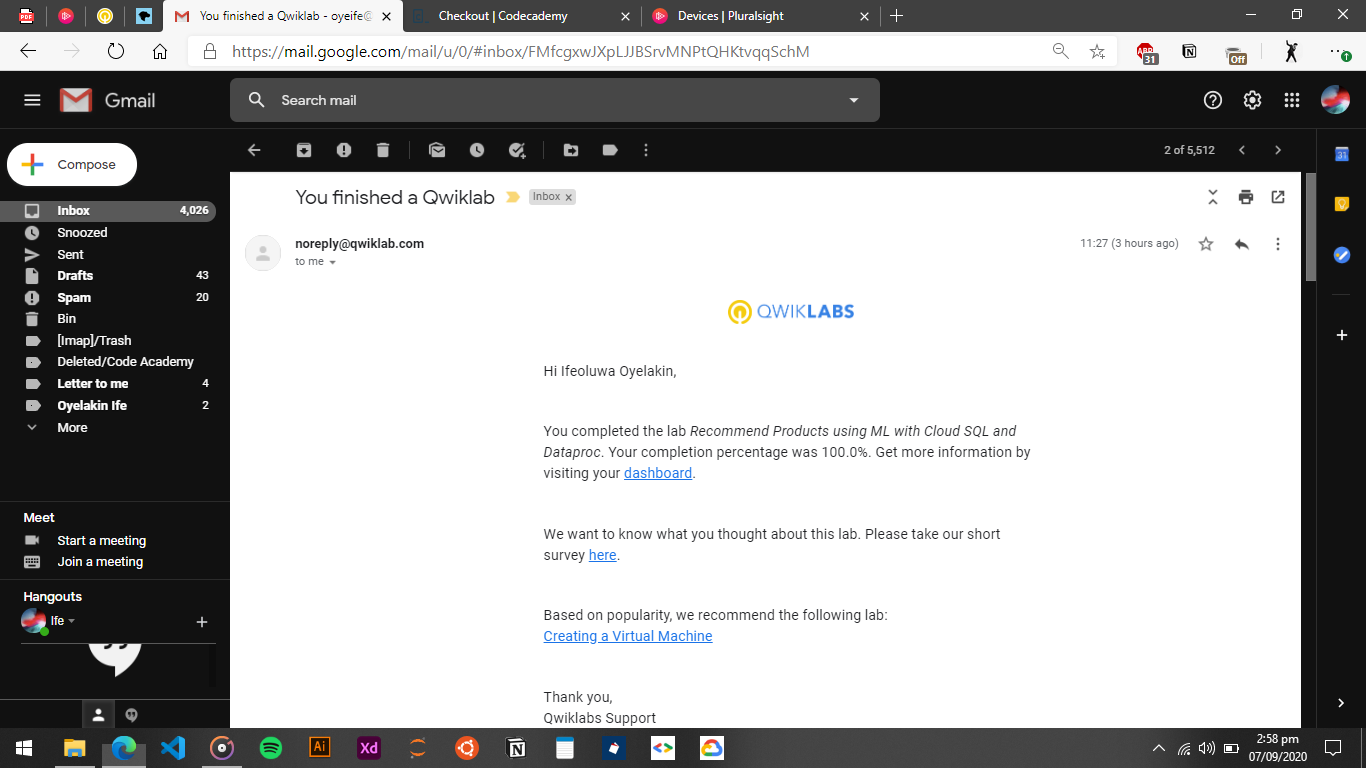 You finished a Qwiklab - oyeife@
Checkout | Codecademy
Devices | Pluralsight
https://mail.google.com/mail/u/0/#inbox/FMfcgxwJXpLJJBSrvMNPtQHKtvqqSchM
ABP
31
Off
Gmail
Search mail
Compose
2 of 5,512
31
Inbox 4,026
Snoozed
Sent
Drafts 43
Spam 20
Bin
[Imap]/Trash
Deleted/Code Academy
Letter to me 4
Oyelakin Ife 2
More
Meet
Start a meeting
Join a meeting
Hangouts
Ife
You finished a Qwiklab
Inbox x
noreply@qwiklab.com
11:27 (3 hours ago)
to me
QWIKLABS
Hi Ifeoluwa Oyelakin,
You completed the lab Recommend Products using ML with Cloud SQL and
Dataproc. Your completion percentage was 100.0%. Get more information by
visiting your dashboard.
We want to know what you thought about this lab. Please take our short
survey here.
Based on popularity, we recommend the following lab:
Creating a Virtual Machine
Thank you,
Qwiklabs Support
Ai
Xd
2:58 pm
07/09/2020